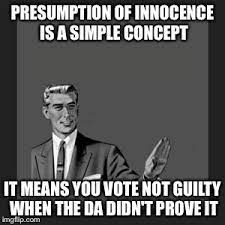 PRESUMPTION OF INNOCENCE
IS A SIMPLE CONCEPT
IT MEANS YOU VOTE NOT GUILTY
WHEN THE DA DIDN'T PROVE IT
imgflip.com